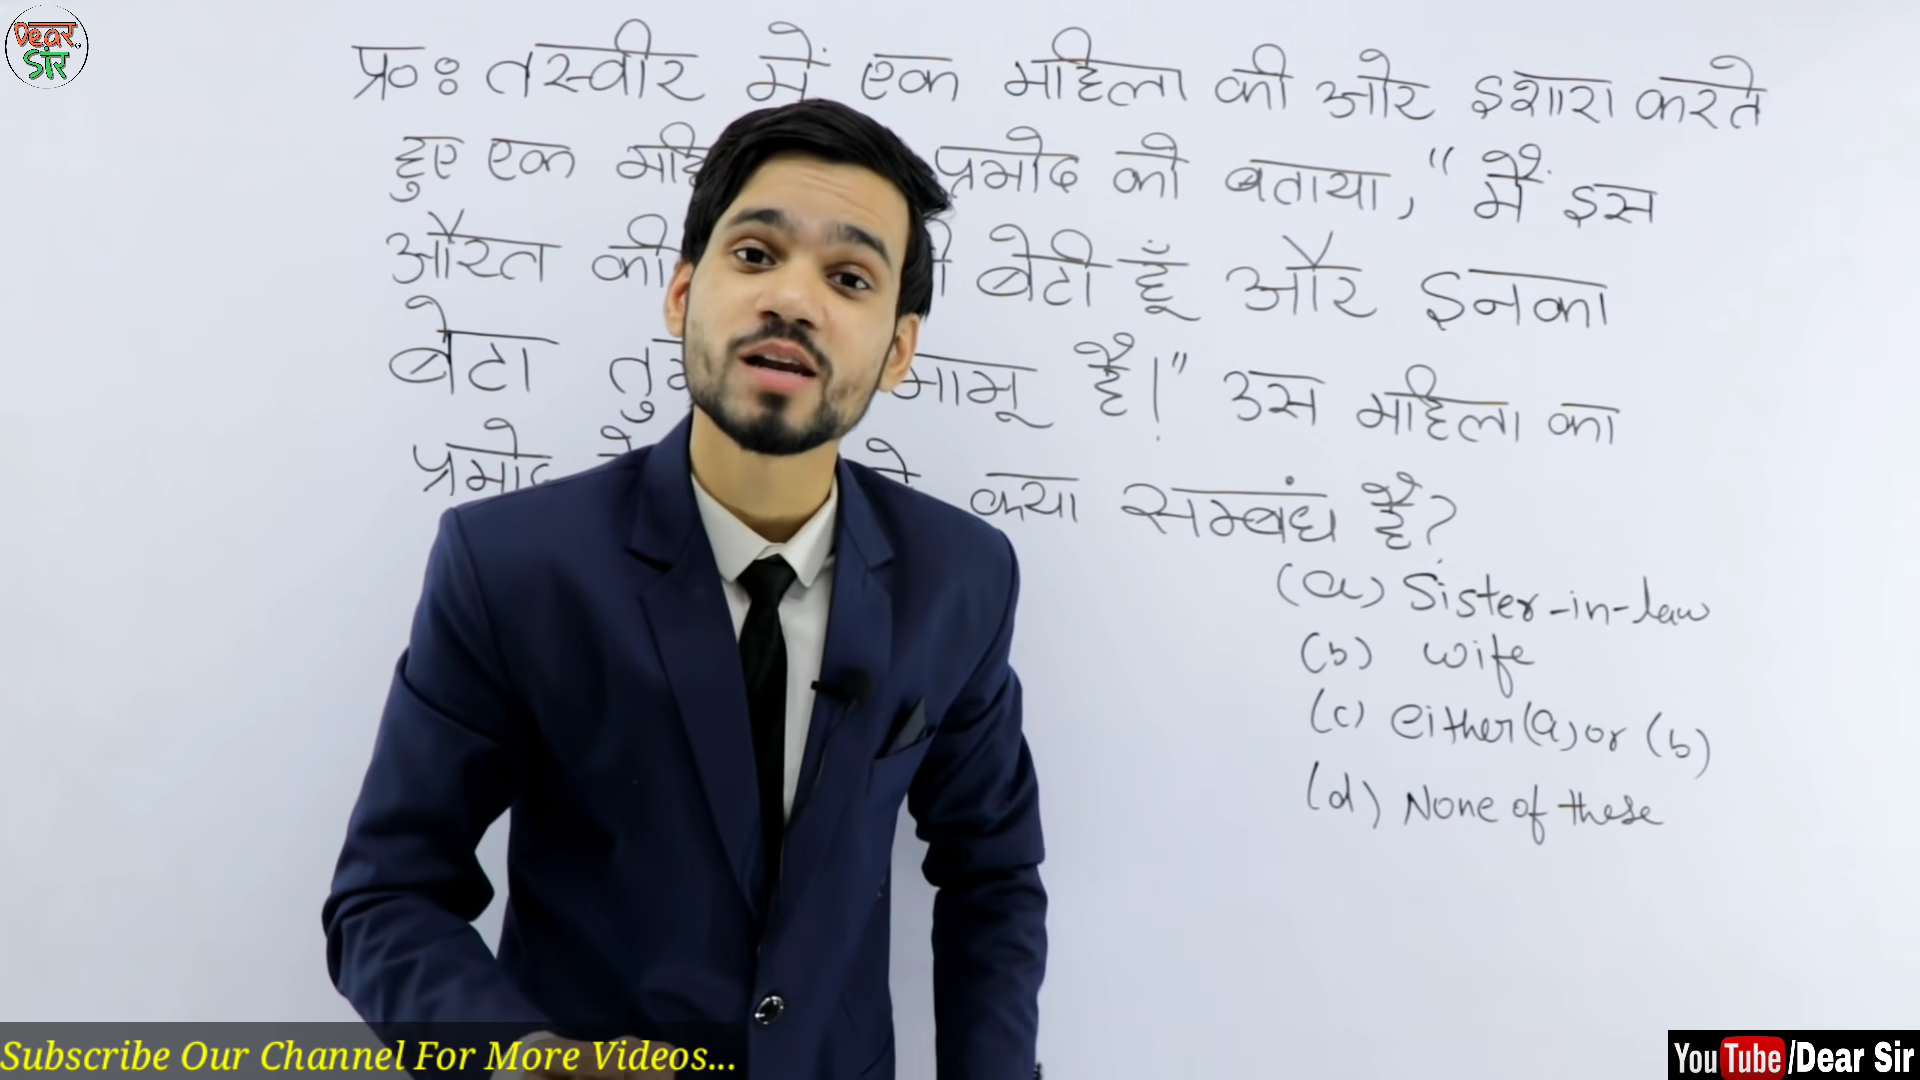 Dear Sir
प्र०ः तस्वीर में एक महिला की ओर इशारा करते
हुए एक प्रमोद को बताया, “ मैं इस
औरत की बेटी हूँ और इनका
बेटा मामू है।” उस महिला का
प्रमोद क्या सम्बंध है?
(a) Sister-in-law
(b) wife
(c) either(a) or (b)
(d) None of these
Subscribe Our Channel For More Videos...
YouTube/Dear Sir